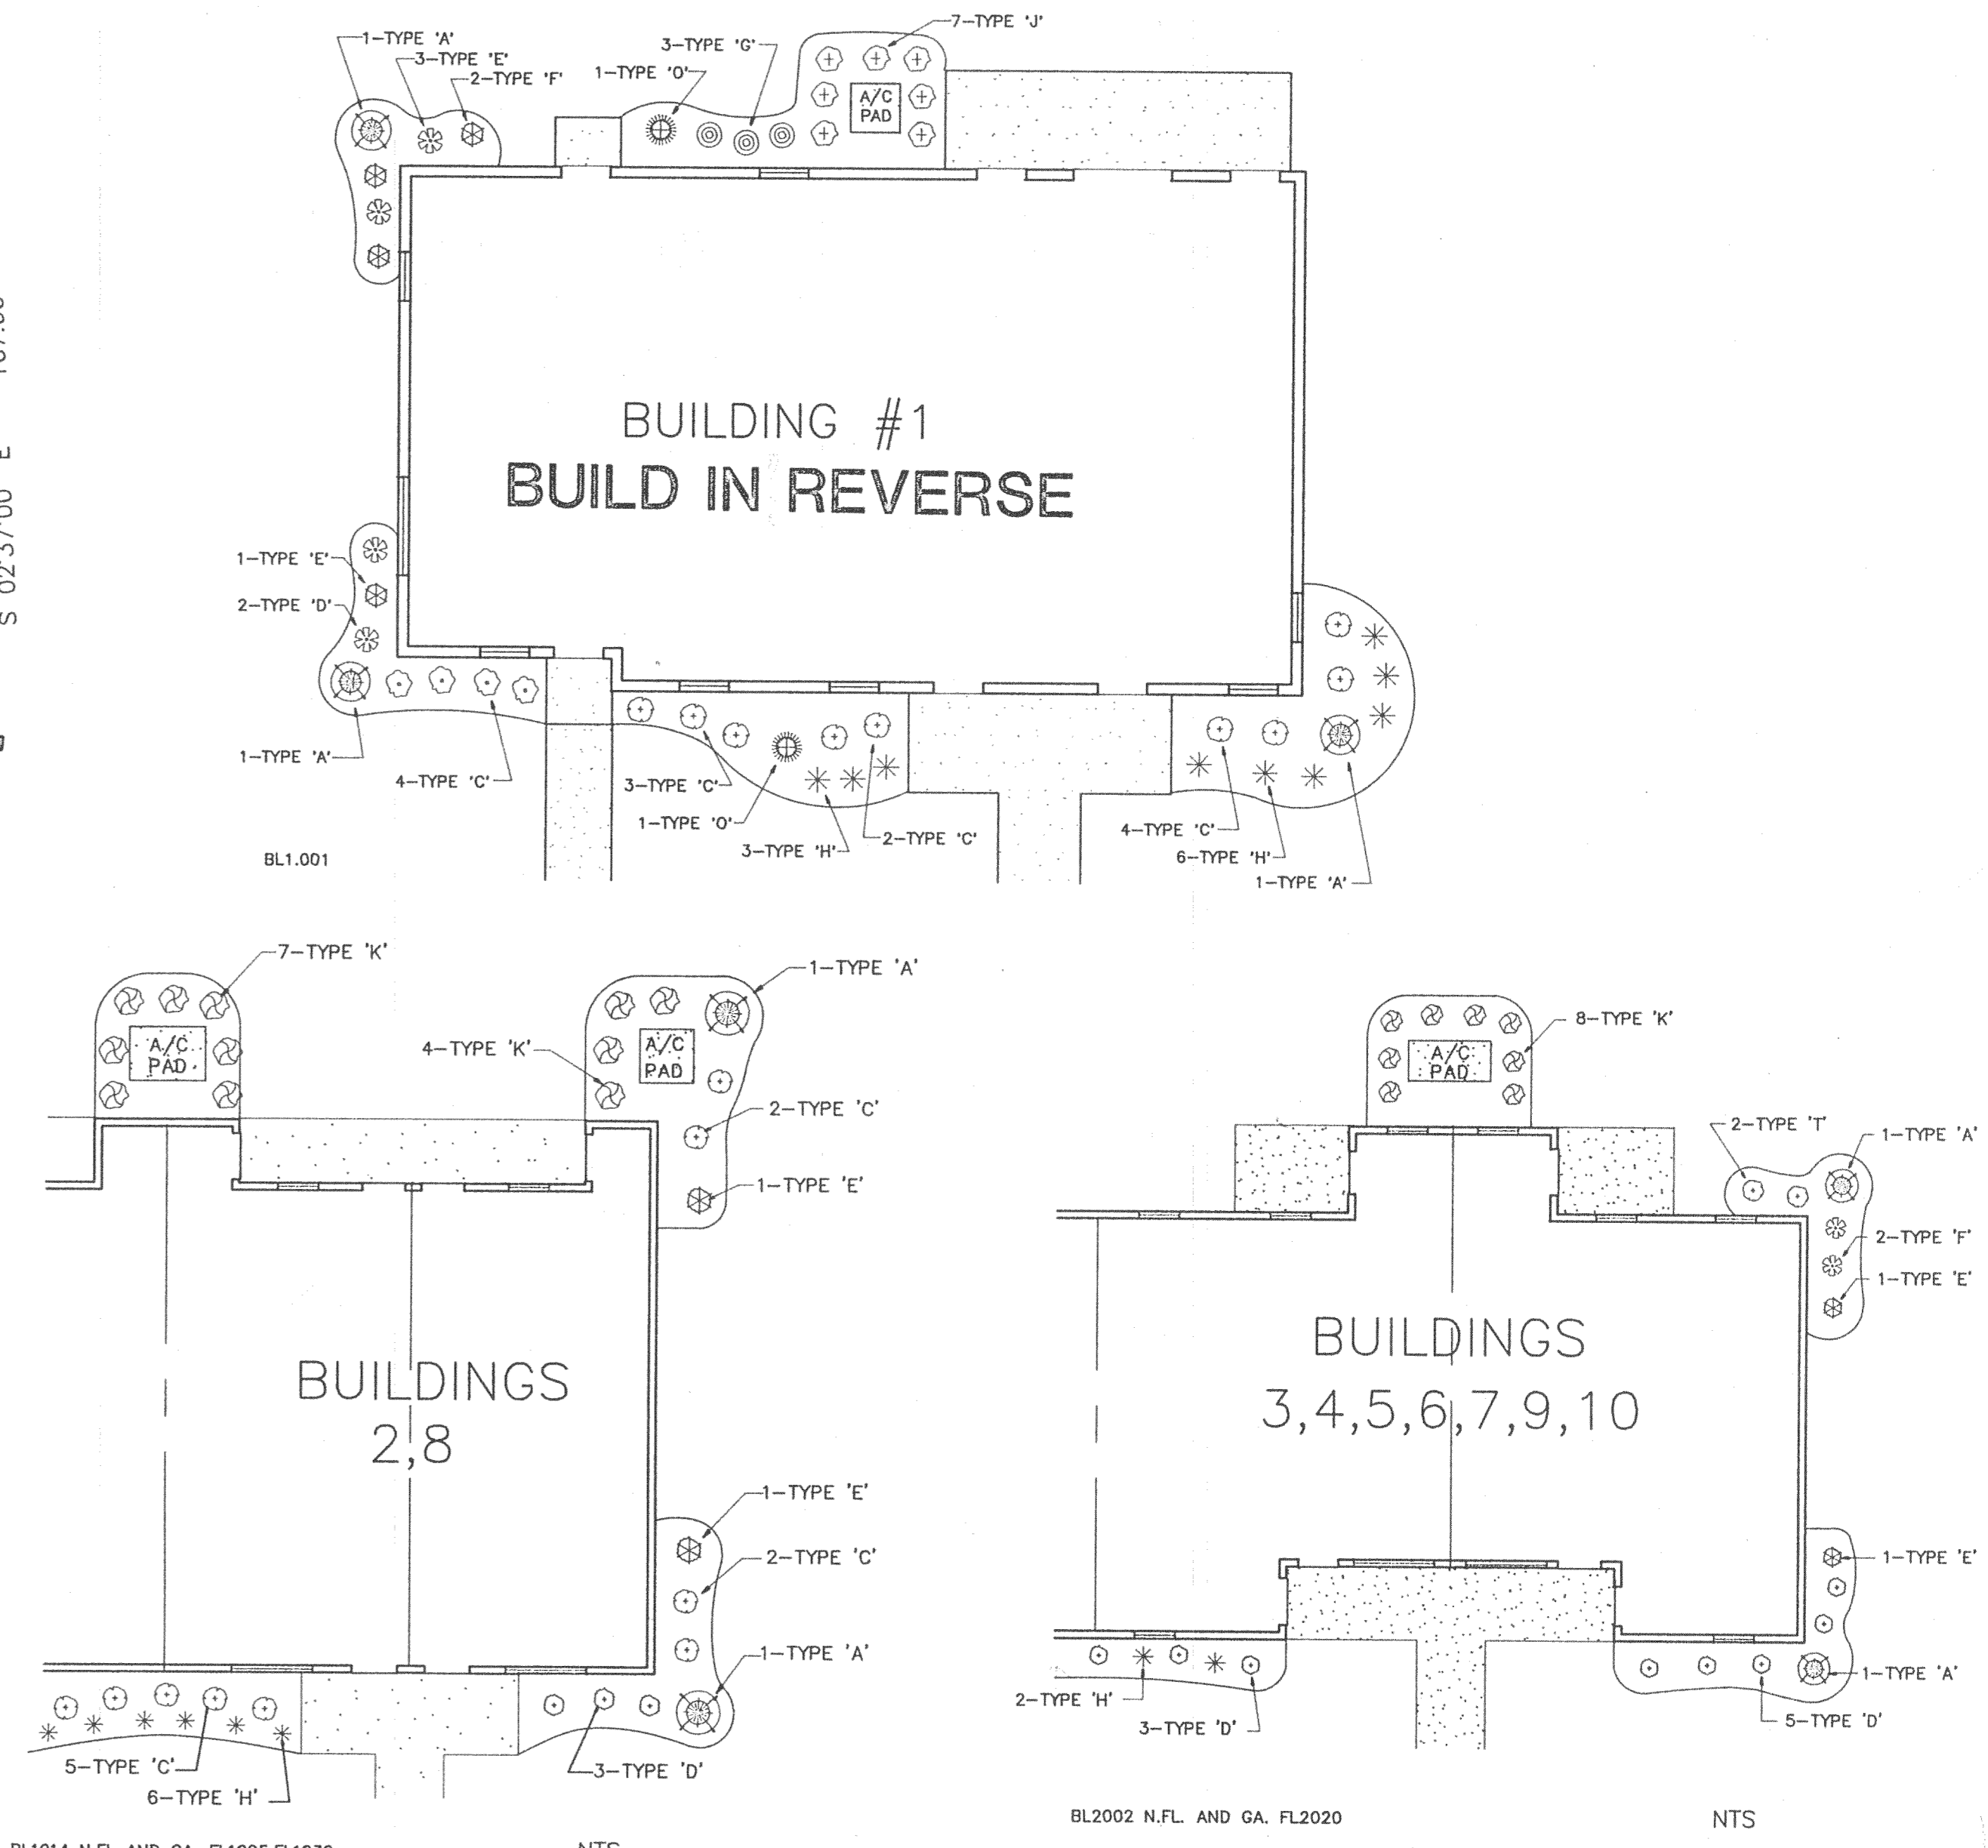 7-TYPE 'J'
1-TYPE 'A'
3-TYPE 'E'
2-TYPE 'F'
3-TYPE 'G'
1-TYPE 'O'
A/C
PAD
BUILDING #1
BUILD IN REVERSE
1-TYPE 'E'
2-TYPE 'D'
1-TYPE 'A'
4-TYPE 'C'
3-TYPE 'C'
1-TYPE 'O'
3-TYPE 'H'
2-TYPE 'C'
4-TYPE 'C'
6-TYPE 'H'
1-TYPE 'A'
BL1.001
7-TYPE 'K'
A/C
PAD
1-TYPE 'A'
4-TYPE 'K'
A/C
PAD
2-TYPE 'C'
1-TYPE 'E'
BUILDINGS
2,8
1-TYPE 'E'
2-TYPE 'C'
1-TYPE 'A'
5-TYPE 'C'
6-TYPE 'H'
3-TYPE 'D'
NTS
8-TYPE 'K'
A/C
PAD
2-TYPE 'T'
1-TYPE 'A'
2-TYPE 'F'
1-TYPE 'E'
BUILDINGS
3,4,5,6,7,9,10
1-TYPE 'E'
1-TYPE 'A'
2-TYPE 'H'
3-TYPE 'D'
5-TYPE 'D'
BL2002 N.FL. AND GA. FL2020
NTS